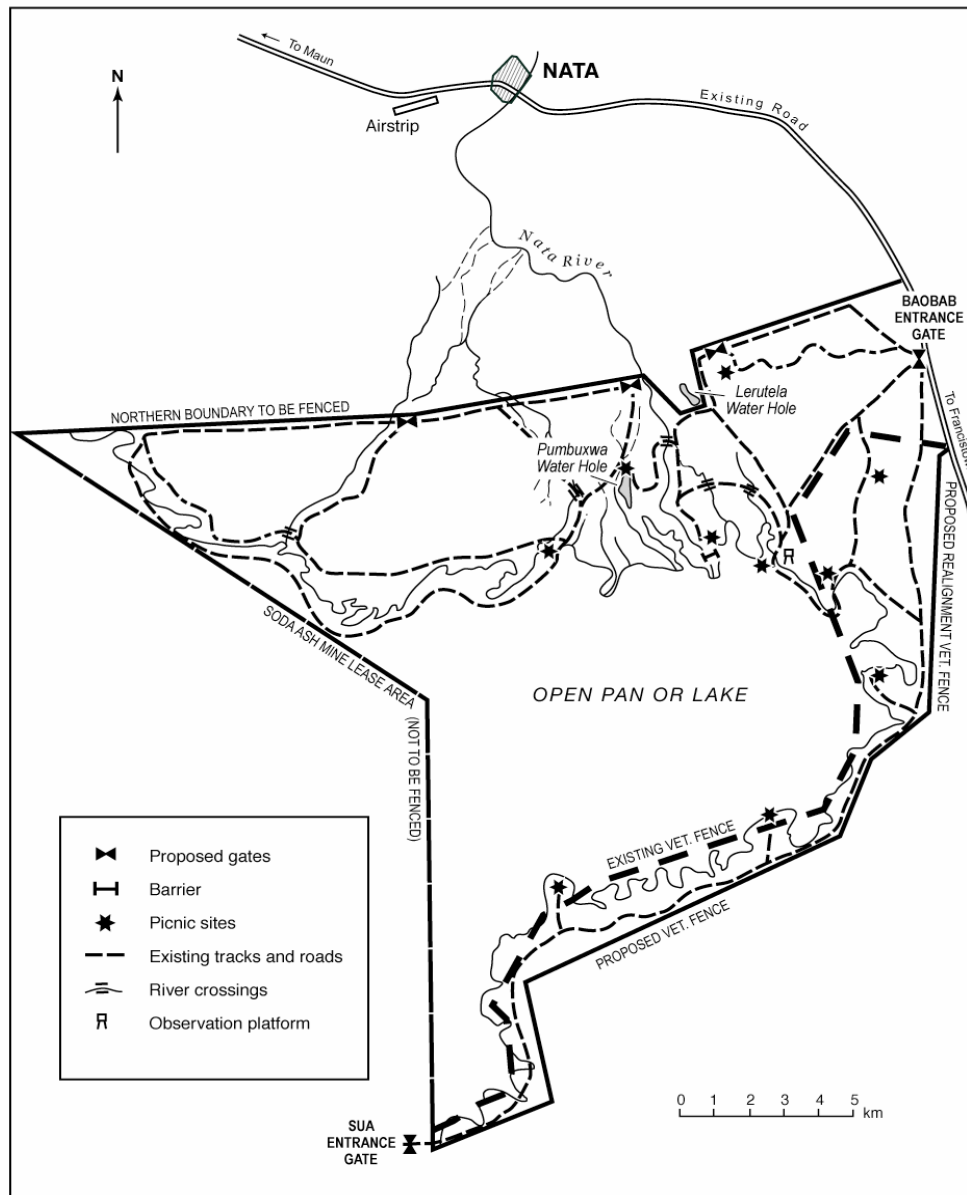 To Maun
NATA
N
Existing Road
Airstrip
Nata River
BAOBAB
ENTRANCE
GATE
Lerutela
Water Hole
To Francistown
NORTHERN BOUNDARY TO BE FENCED
Pumbuxwa
Water Hole
PROPOSED REALIGNMENT VET. FENCE
SODA ASH MINE LEASE AREA
(NOT TO BE FENCED)
OPEN PAN OR LAKE
EXISTING VET. FENCE
PROPOSED VET. FENCE
Proposed gates
Barrier
Picnic sites
Existing tracks and roads
River crossings
Observation platform
0 1 2 3 4 5
km
SUA
ENTRANCE
GATE